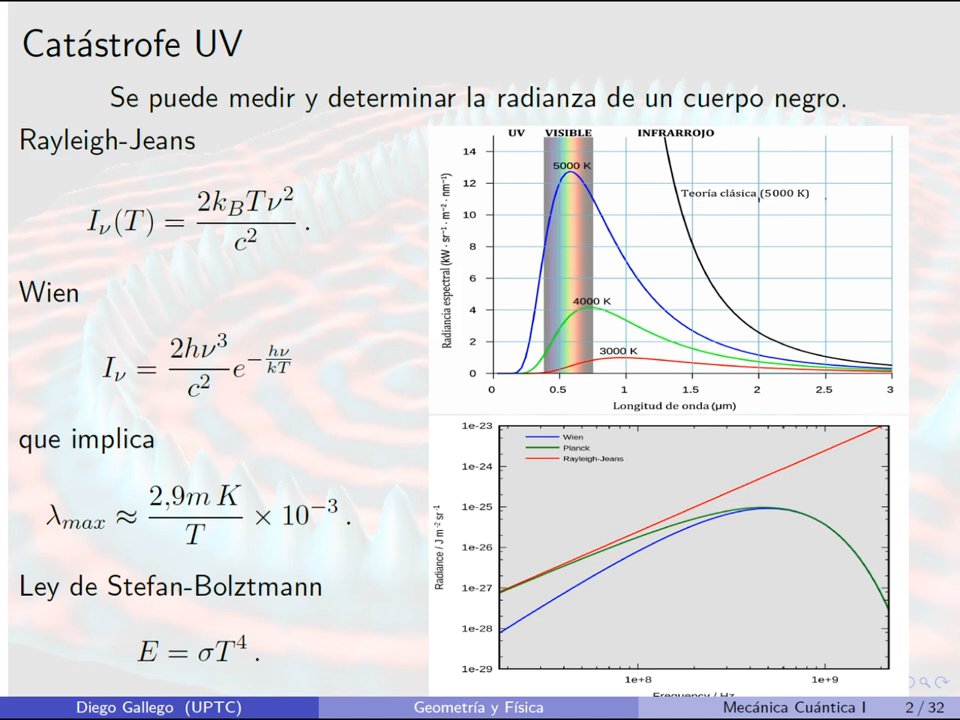 Catástrofe UV
Se puede medir y determinar la radianza de un cuerpo negro.
Rayleigh-Jeans
I_ν(T) = 2k_BTν² / c² .
Wien
I_ν = 2hν³ / c² e^(−hν/kT)
que implica
λ_max ≈ 2,9m K / T × 10⁻³ .
Ley de Stefan-Bolztmann
E = σT⁴ .
UV VISIBLE INFRARROJO
Radiancia espectral (kW · sr⁻¹ · m⁻² · nm⁻¹)
14
12
10
8
6
4
2
0
5000 K
Teoría clásica (5000 K)
4000 K
3000 K
0 0.5 1 1.5 2 2.5 3
Longitud de onda (μm)
Radiance / J m⁻² sr⁻¹
1e-23
1e-24
1e-25
1e-26
1e-27
1e-28
1e-29
Wien
Planck
Rayleigh-Jeans
1e+8 1e+9
Frequency / Hz
Diego Gallego (UPTC) Geometría y Física Mecánica Cuántica I 2 / 32